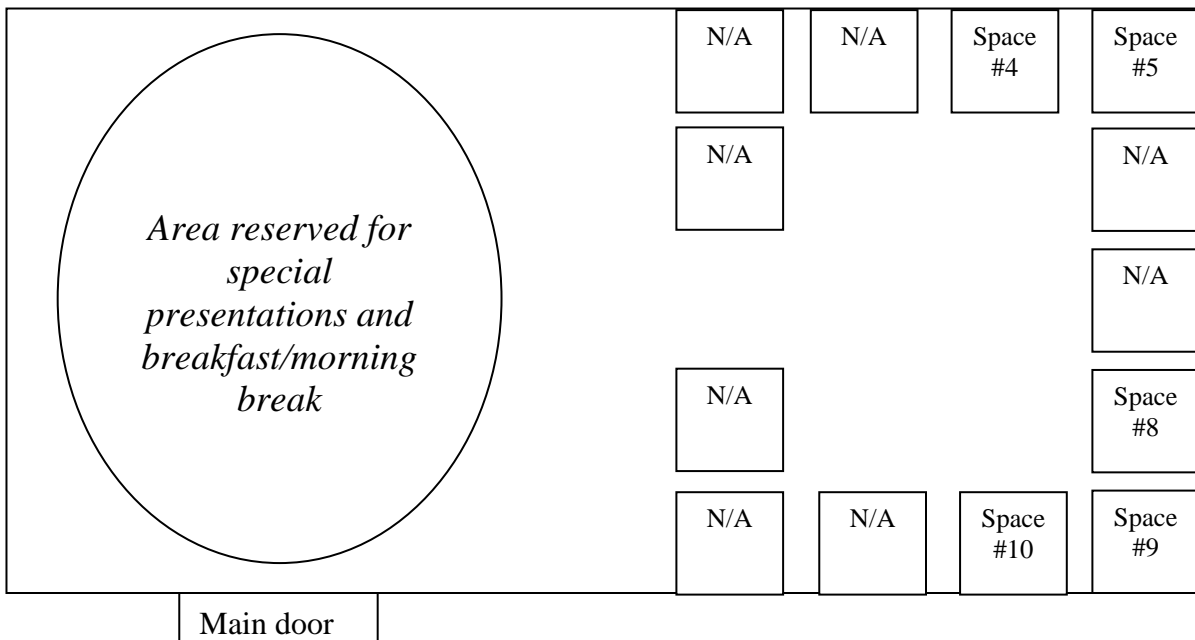 N/A
N/A
Space
#4
Space
#5
N/A
N/A
Area reserved for
special
presentations and
breakfast/morning
break
N/A
N/A
Space
#8
N/A
N/A
Space
#10
Space
#9
Main door